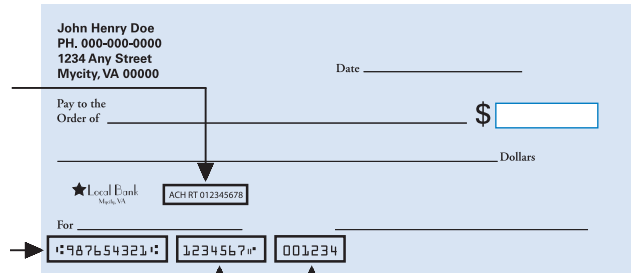 John Henry Doe
PH. 000-000-0000
1234 Any Street
Mycity, VA 00000
Date
Pay to the
Order of
$
Dollars
Local Bank
Mycity, VA
ACH RT 012345678
For
⑆987654321⑆ 1234567⑈ 001234